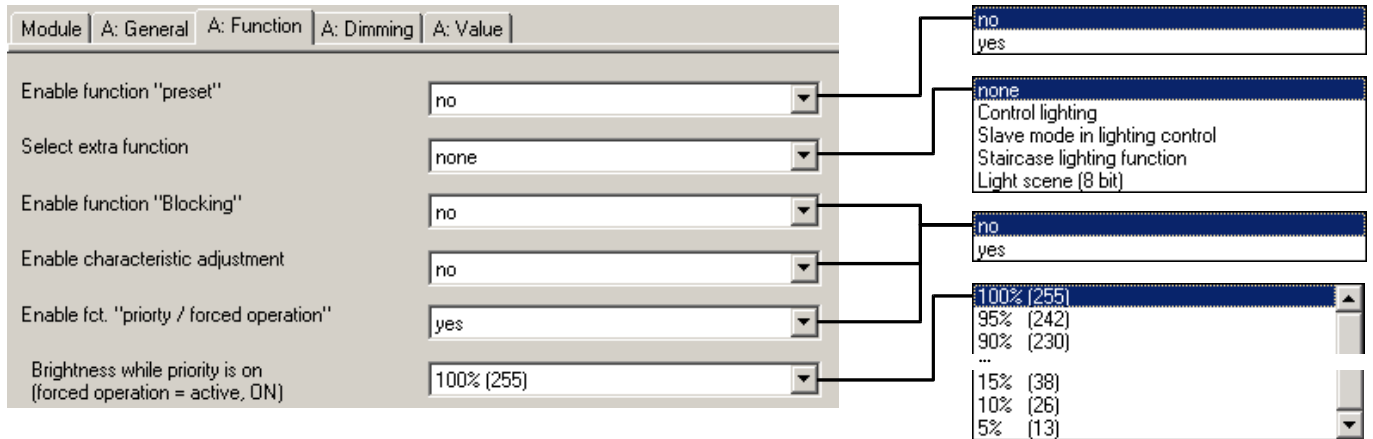 Module A: General A: Function A: Dimming A: Value
Enable function "preset" no
Select extra function none
Enable function "Blocking" no
Enable characteristic adjustment no
Enable fct. "priorty / forced operation" yes
Brightness while priority is on
(forced operation = active, ON) 100% (255)
no
yes
none
Control lighting
Slave mode in lighting control
Staircase lighting function
Light scene (8 bit)
no
yes
100% (255)
95% (242)
90% (230)
...
15% (38)
10% (26)
5% (13)